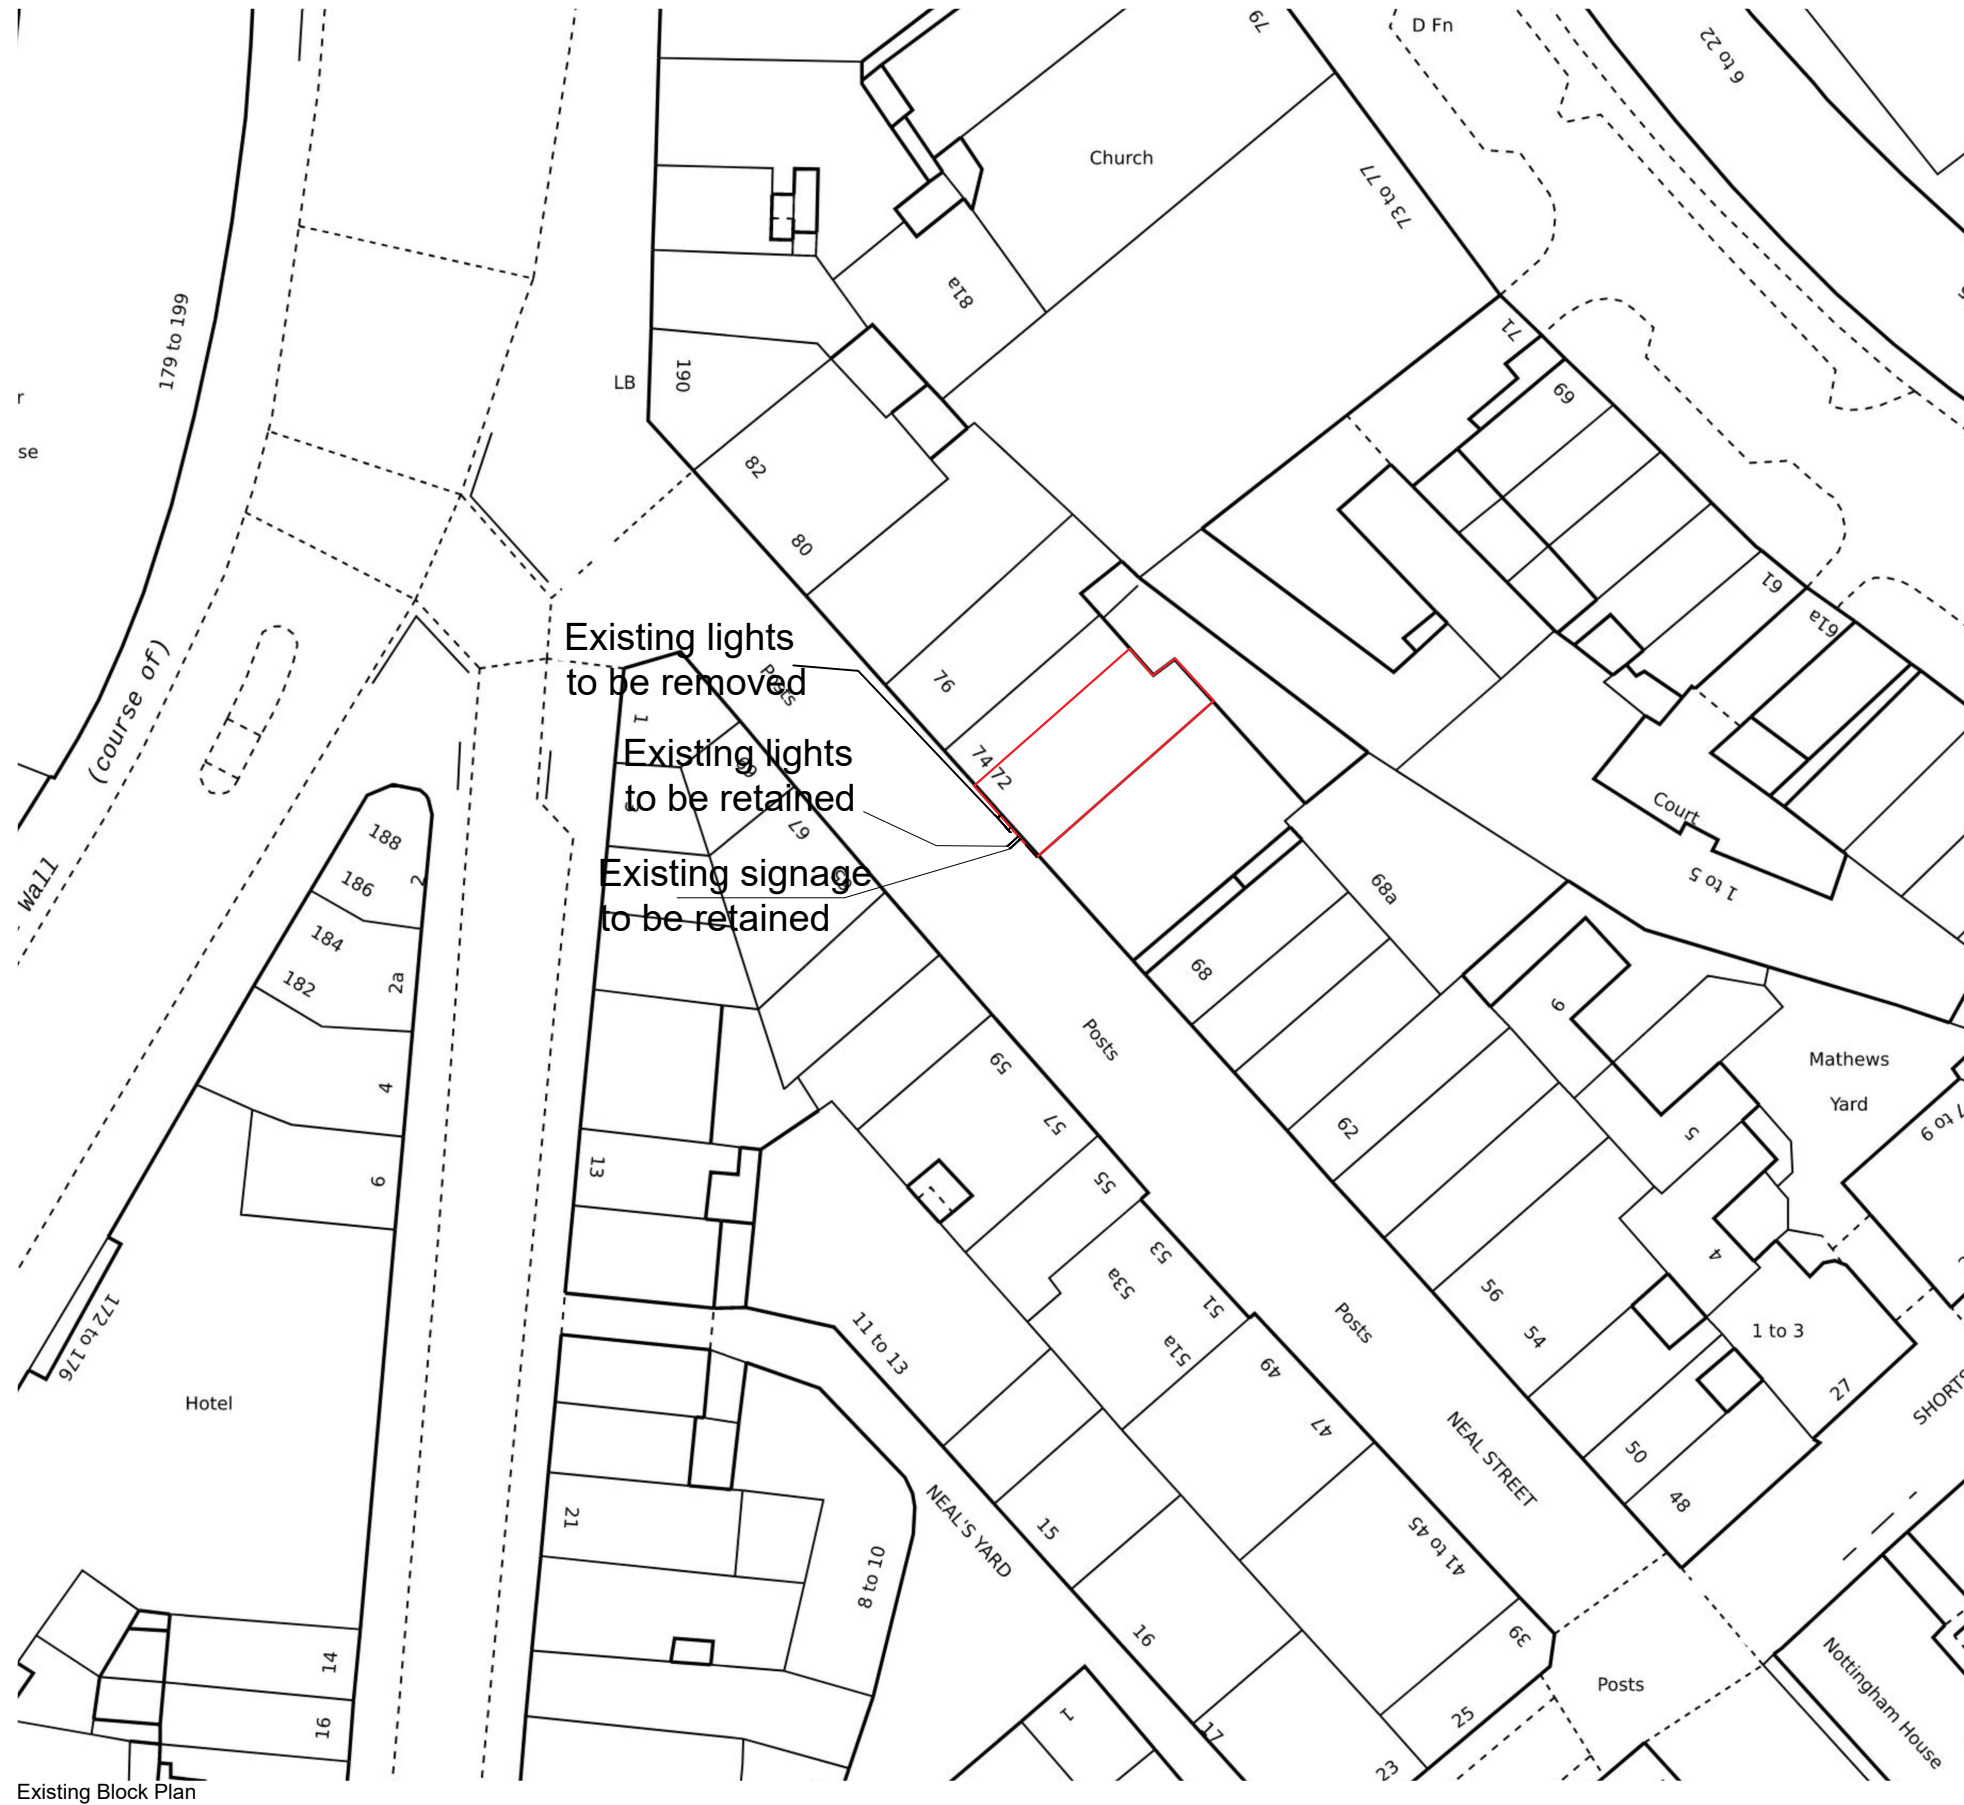 D Fn
79
6 to 22
Church
73 to 77
81a
179 to 199
71
LB
190
r
69
se
82
80
61
61a
Existing lights
to be removed
Posts
76
(course of)
1
Existing lights
to be retained
74
72
69
3
67
Court
188
186
2
Existing signage
to be retained
1 to 5
68a
Wall
184
182
2a
68
6
Posts
Mathews
Yard
59
4
57
62
5
7 to 9
13
55
6
53
53a
4
51
56
172 to 176
11 to 13
51a
Posts
54
1 to 3
49
27
SHORTS
Hotel
47
NEAL STREET
50
48
21
NEAL'S YARD
15
41 to 45
8 to 10
16
39
14
Posts
Nottingham House
25
16
1
17
23
Existing Block Plan